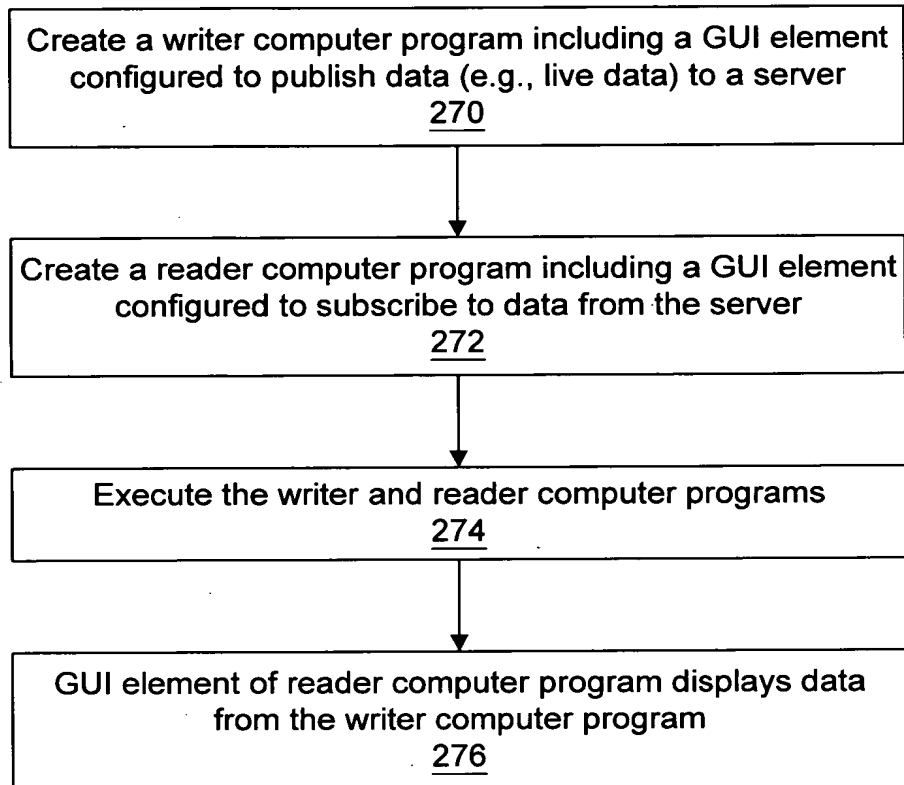 Create a writer computer program including a GUI element
configured to publish data (e.g., live data) to a server
270
Create a reader computer program including a GUI element
configured to subscribe to data from the server
272
Execute the writer and reader computer programs
274
GUI element of reader computer program displays data
from the writer computer program
276